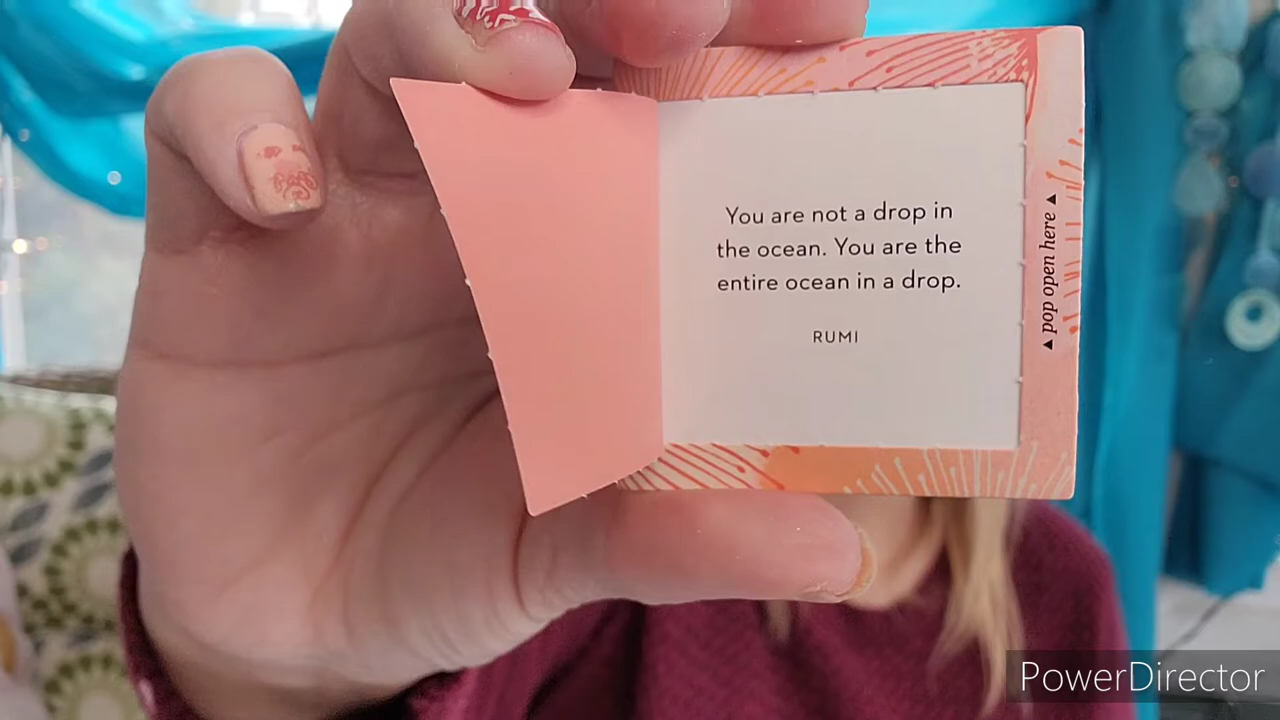 You are not a drop in
the ocean. You are the
entire ocean in a drop.
RUMI
▲ pop open here ▲
PowerDirector